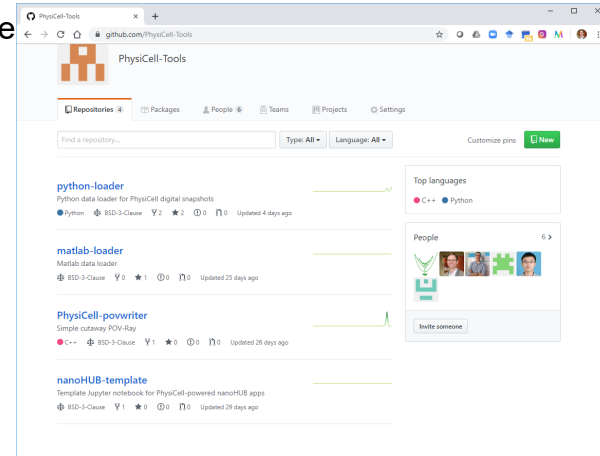 e
PhysiCell-Tools
github.com/PhysiCell-Tools
PhysiCell-Tools
Repositories 4 Packages People 6 Teams Projects Settings
Find a repository... Type: All Language: All Customize pins New
python-loader
Python data loader for PhysiCell digital snapshots
Python BSD-3-Clause 2 2 0 0 Updated 4 days ago
matlab-loader
Matlab data loader
BSD-3-Clause 0 1 0 0 Updated 25 days ago
PhysiCell-povwriter
Simple cutaway POV-Ray
C++ BSD-3-Clause 1 0 0 0 Updated 26 days ago
nanoHUB-template
Template Jupyter notebook for PhysiCell-powered nanoHUB apps
BSD-3-Clause 1 0 0 0 Updated 29 days ago
Top languages
C++ Python
People 6
Invite someone